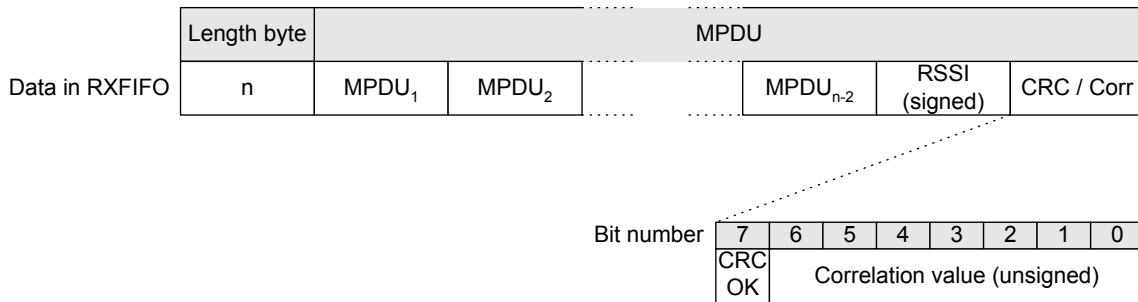 Length byte MPDU
Data in RXFIFO n MPDU₁ MPDU₂ MPDUₙ₋₂ RSSI (signed) CRC / Corr
Bit number 7 6 5 4 3 2 1 0
CRC OK Correlation value (unsigned)